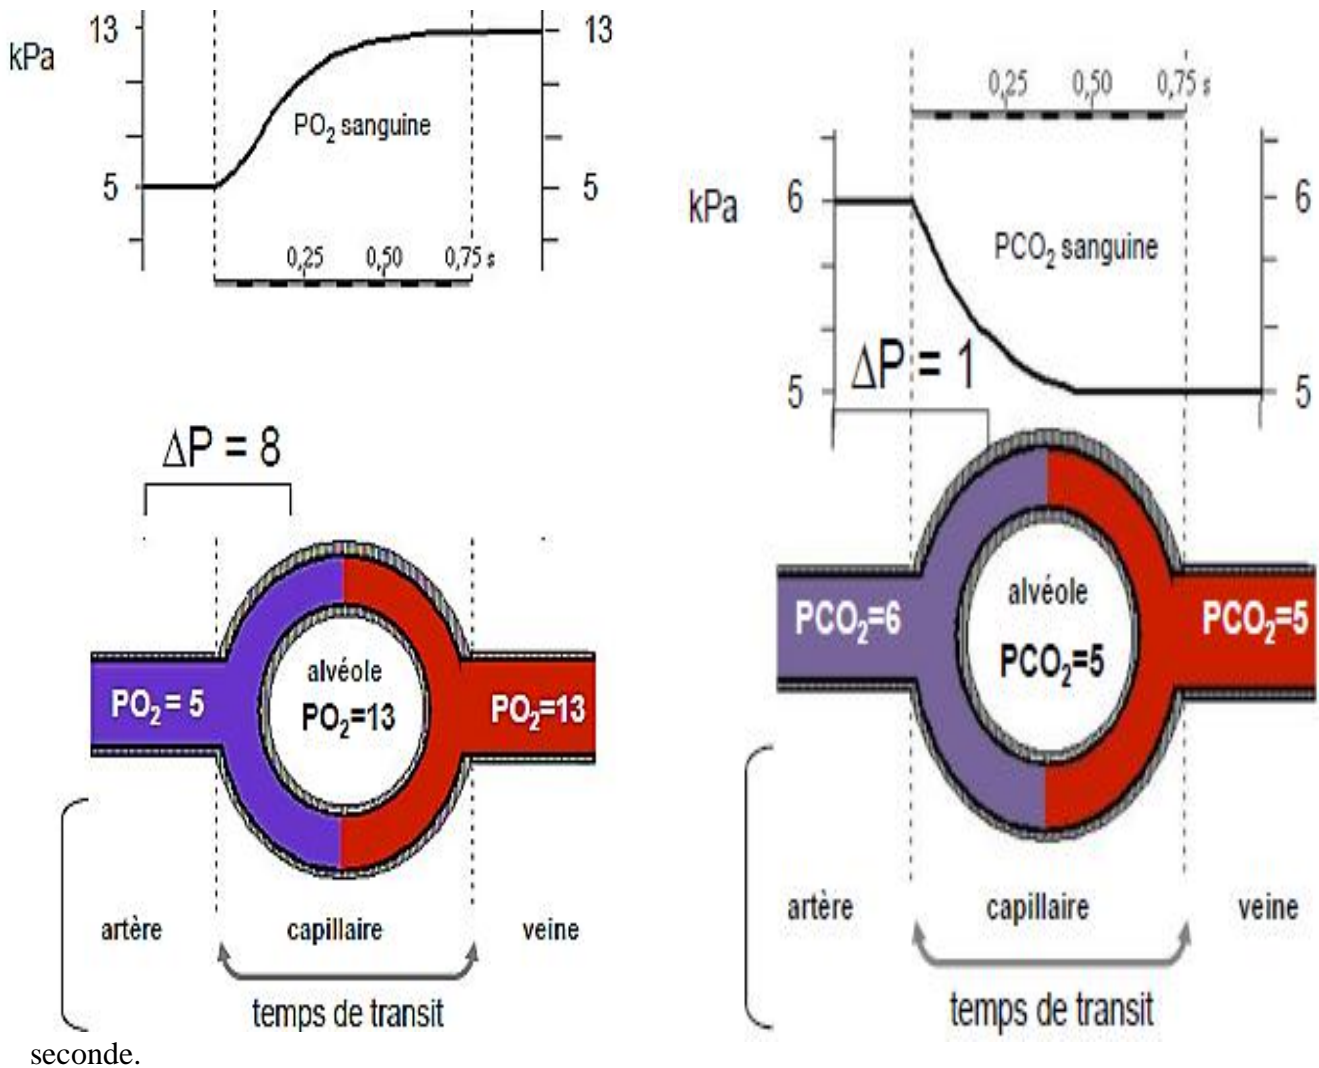 13
13
kPa
PO2 sanguine
5
5
0,25 0,50 0,75 s
ΔP = 8
alvéole
PO2 = 5
PO2=13
PO2=13
artère capillaire veine
temps de transit
0,25 0,50 0,75 s
6
6
kPa
PCO2 sanguine
ΔP = 1
5
5
alvéole
PCO2=6
PCO2=5
PCO2=5
artère capillaire veine
temps de transit
seconde.